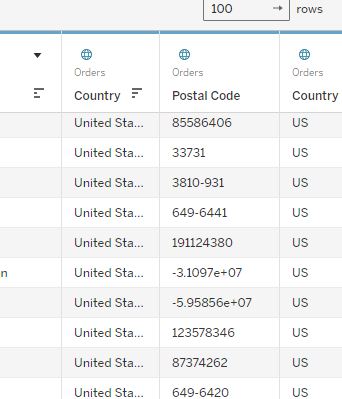 100 → rows
Orders Orders Orders
Country Postal Code Country
United Sta... 85586406 US
United Sta... 33731 US
United Sta... 3810-931 US
United Sta... 649-6441 US
United Sta... 191124380 US
n United Sta... -3.1097e+07 US
United Sta... -5.95856e+07 US
United Sta... 123578346 US
United Sta... 87374262 US
United Sta... 649-6420 US